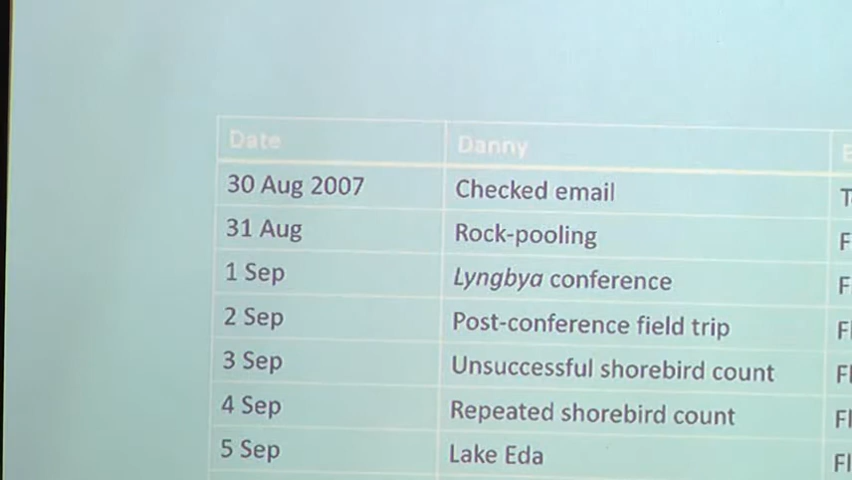 Date Danny
30 Aug 2007 Checked email
31 Aug Rock-pooling
1 Sep Lyngbya conference
2 Sep Post-conference field trip
3 Sep Unsuccessful shorebird count
4 Sep Repeated shorebird count
5 Sep Lake Eda